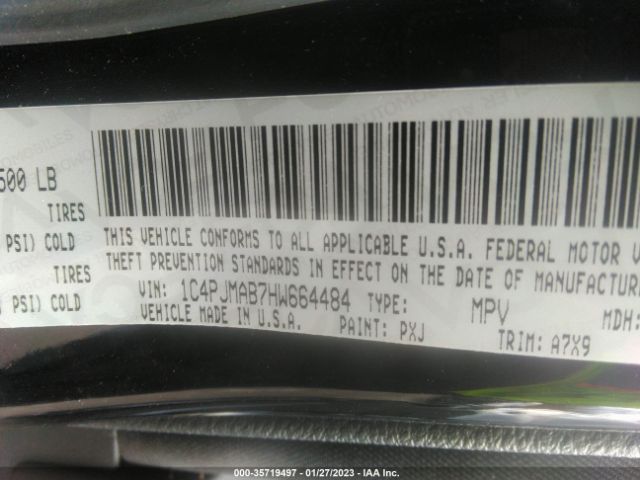 500 LB
TIRES
PSI) COLD
TIRES
PSI) COLD
THIS VEHICLE CONFORMS TO ALL APPLICABLE U.S.A. FEDERAL MOTOR V
THEFT PREVENTION STANDARDS IN EFFECT ON THE DATE OF MANUFACTUR
VIN: 1C4PJMAB7HW664484 TYPE: MPV MDH:
VEHICLE MADE IN U.S.A. PAINT: PXJ TRIM: A7X9
000-35719497 - 01/27/2023 - IAA Inc.